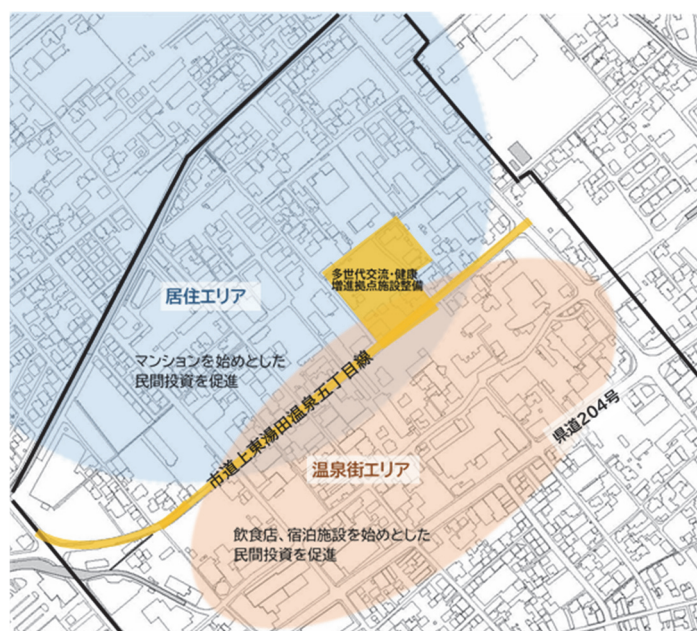 多世代交流・健康
増進拠点施設整備
居住エリア
マンションを始めとした
民間投資を促進
市道上東湯田温泉五丁目線
県道204号
温泉街エリア
飲食店、宿泊施設を始めとした
民間投資を促進